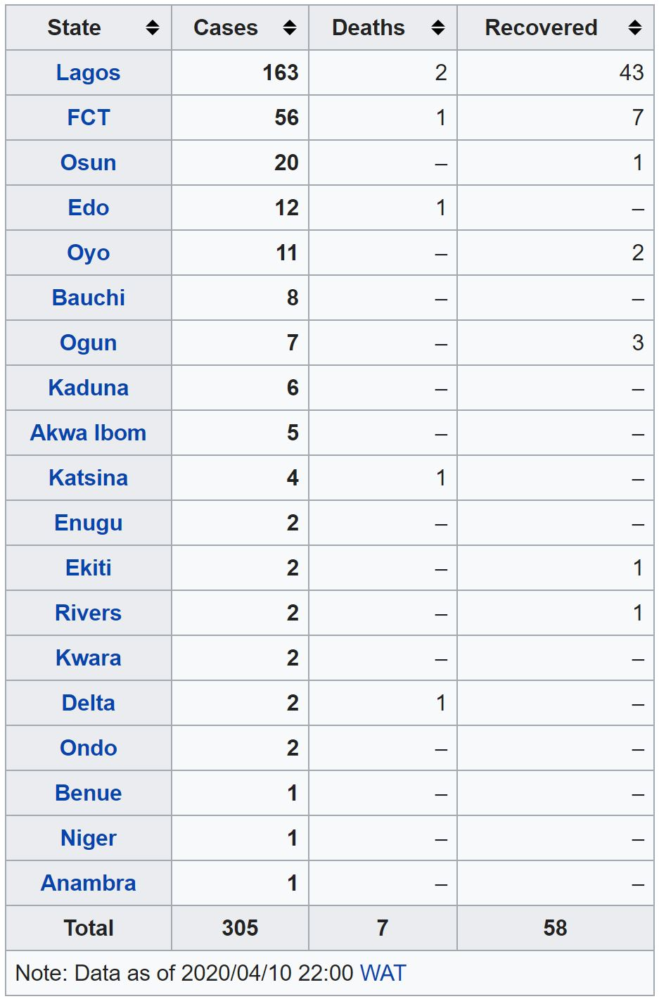 State Cases Deaths Recovered
Lagos 163 2 43
FCT 56 1 7
Osun 20 – 1
Edo 12 1 –
Oyo 11 – 2
Bauchi 8 – –
Ogun 7 – 3
Kaduna 6 – –
Akwa Ibom 5 – –
Katsina 4 1 –
Enugu 2 – –
Ekiti 2 – 1
Rivers 2 – 1
Kwara 2 – –
Delta 2 1 –
Ondo 2 – –
Benue 1 – –
Niger 1 – –
Anambra 1 – –
Total 305 7 58
Note: Data as of 2020/04/10 22:00 WAT